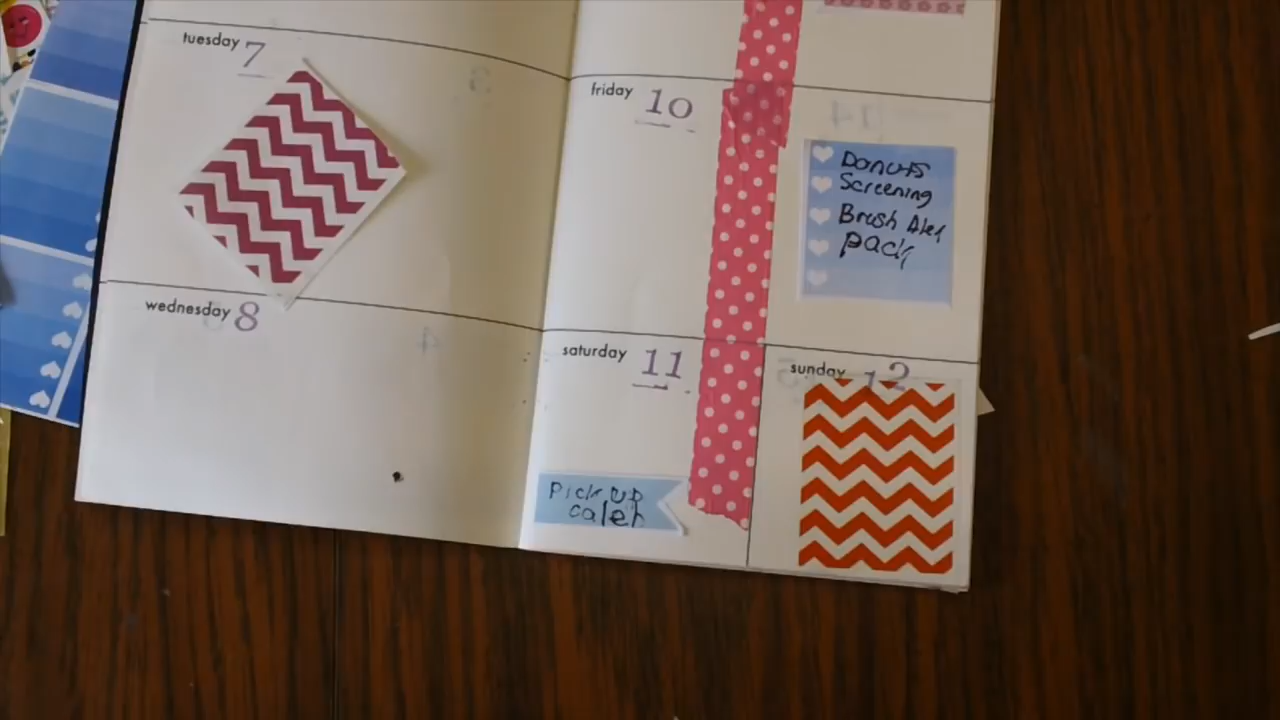 tuesday 7
wednesday 8
friday 10
Donuts
Screening
Brush Alex
pack
saturday 11
Pick up
caleb
sunday 12